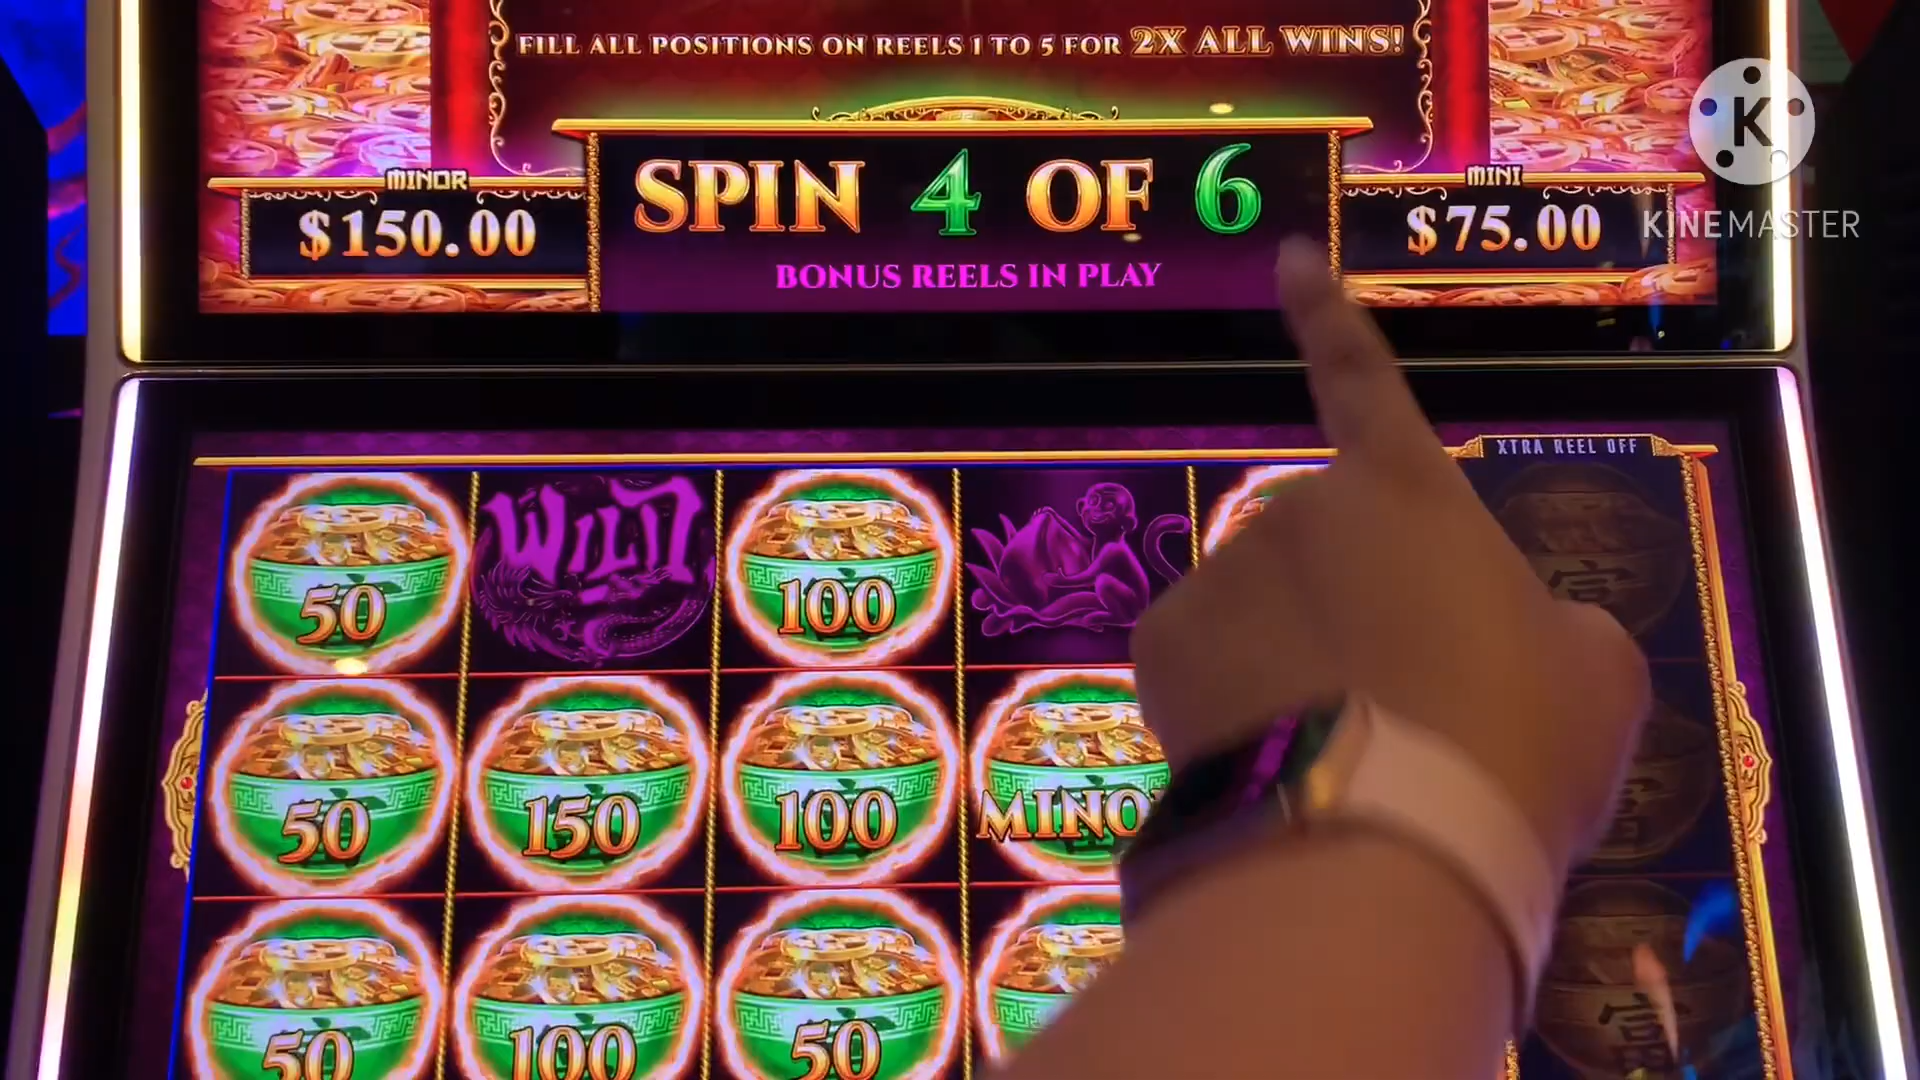 FILL ALL POSITIONS ON REELS 1 TO 5 FOR 2X ALL WINS!
K
KINEMASTER
MINOR
$150.00
SPIN 4 OF 6
BONUS REELS IN PLAY
MINI
$75.00
XTRA REEL OFF
50
WILD
100
50
150
100
MINO
50
100
50